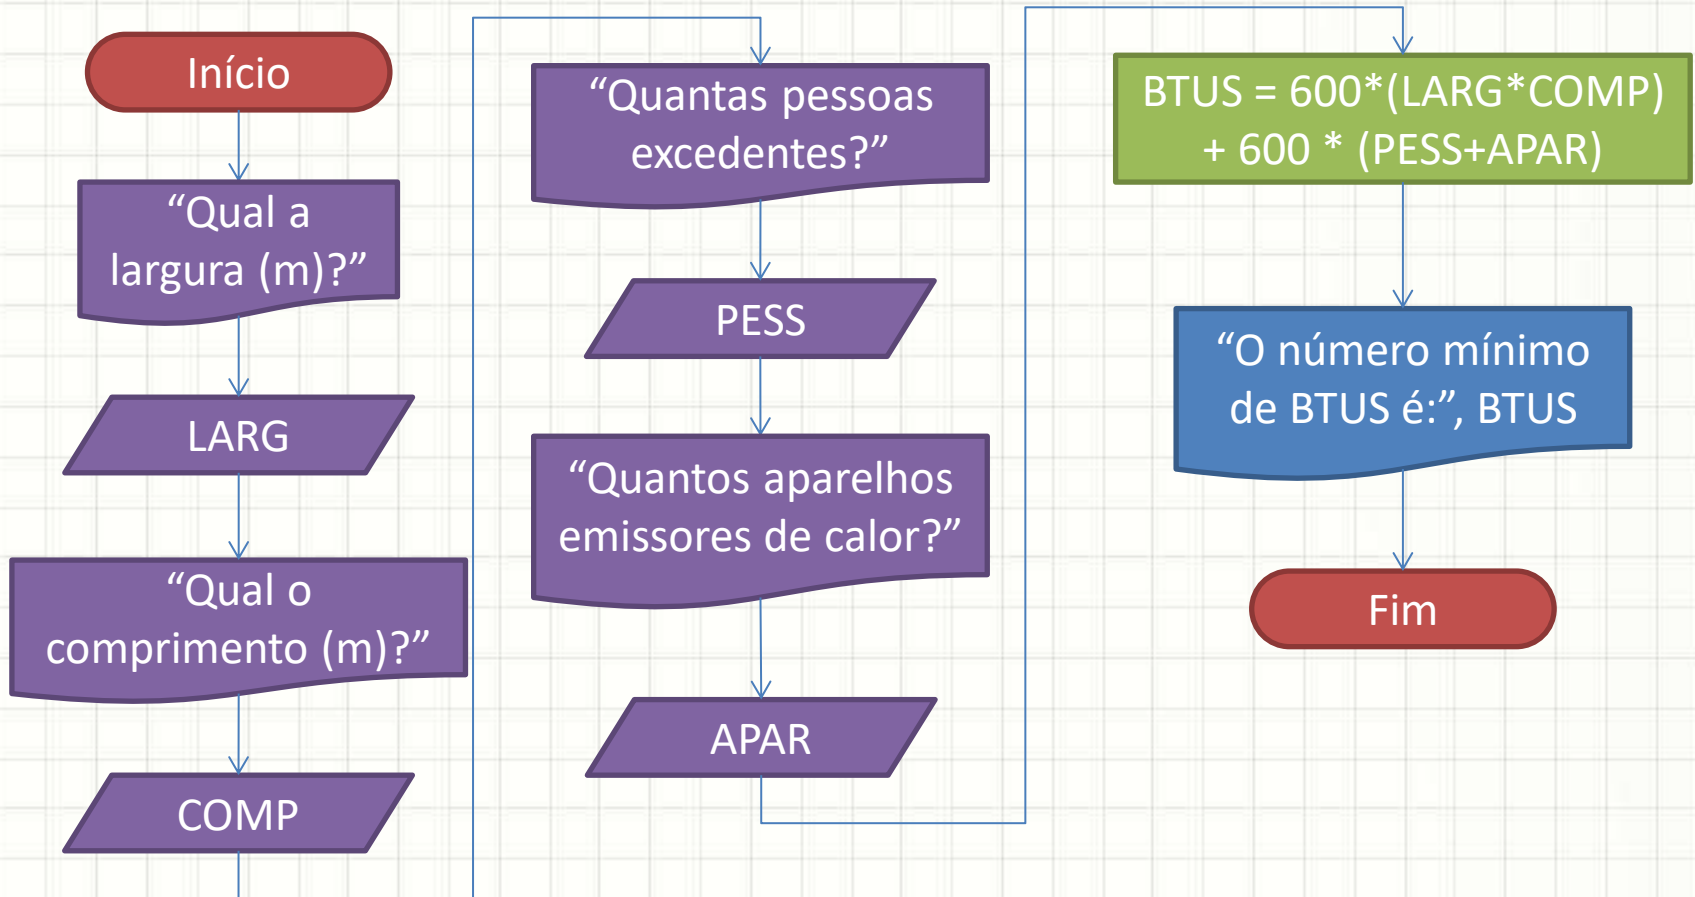 Início
“Qual a
largura (m)?”
LARG
“Qual o
comprimento (m)?”
COMP
“Quantas pessoas
excedentes?”
PESS
“Quantos aparelhos
emissores de calor?”
APAR
BTUS = 600*(LARG*COMP)
+ 600 * (PESS+APAR)
“O número mínimo
de BTUS é:”, BTUS
Fim